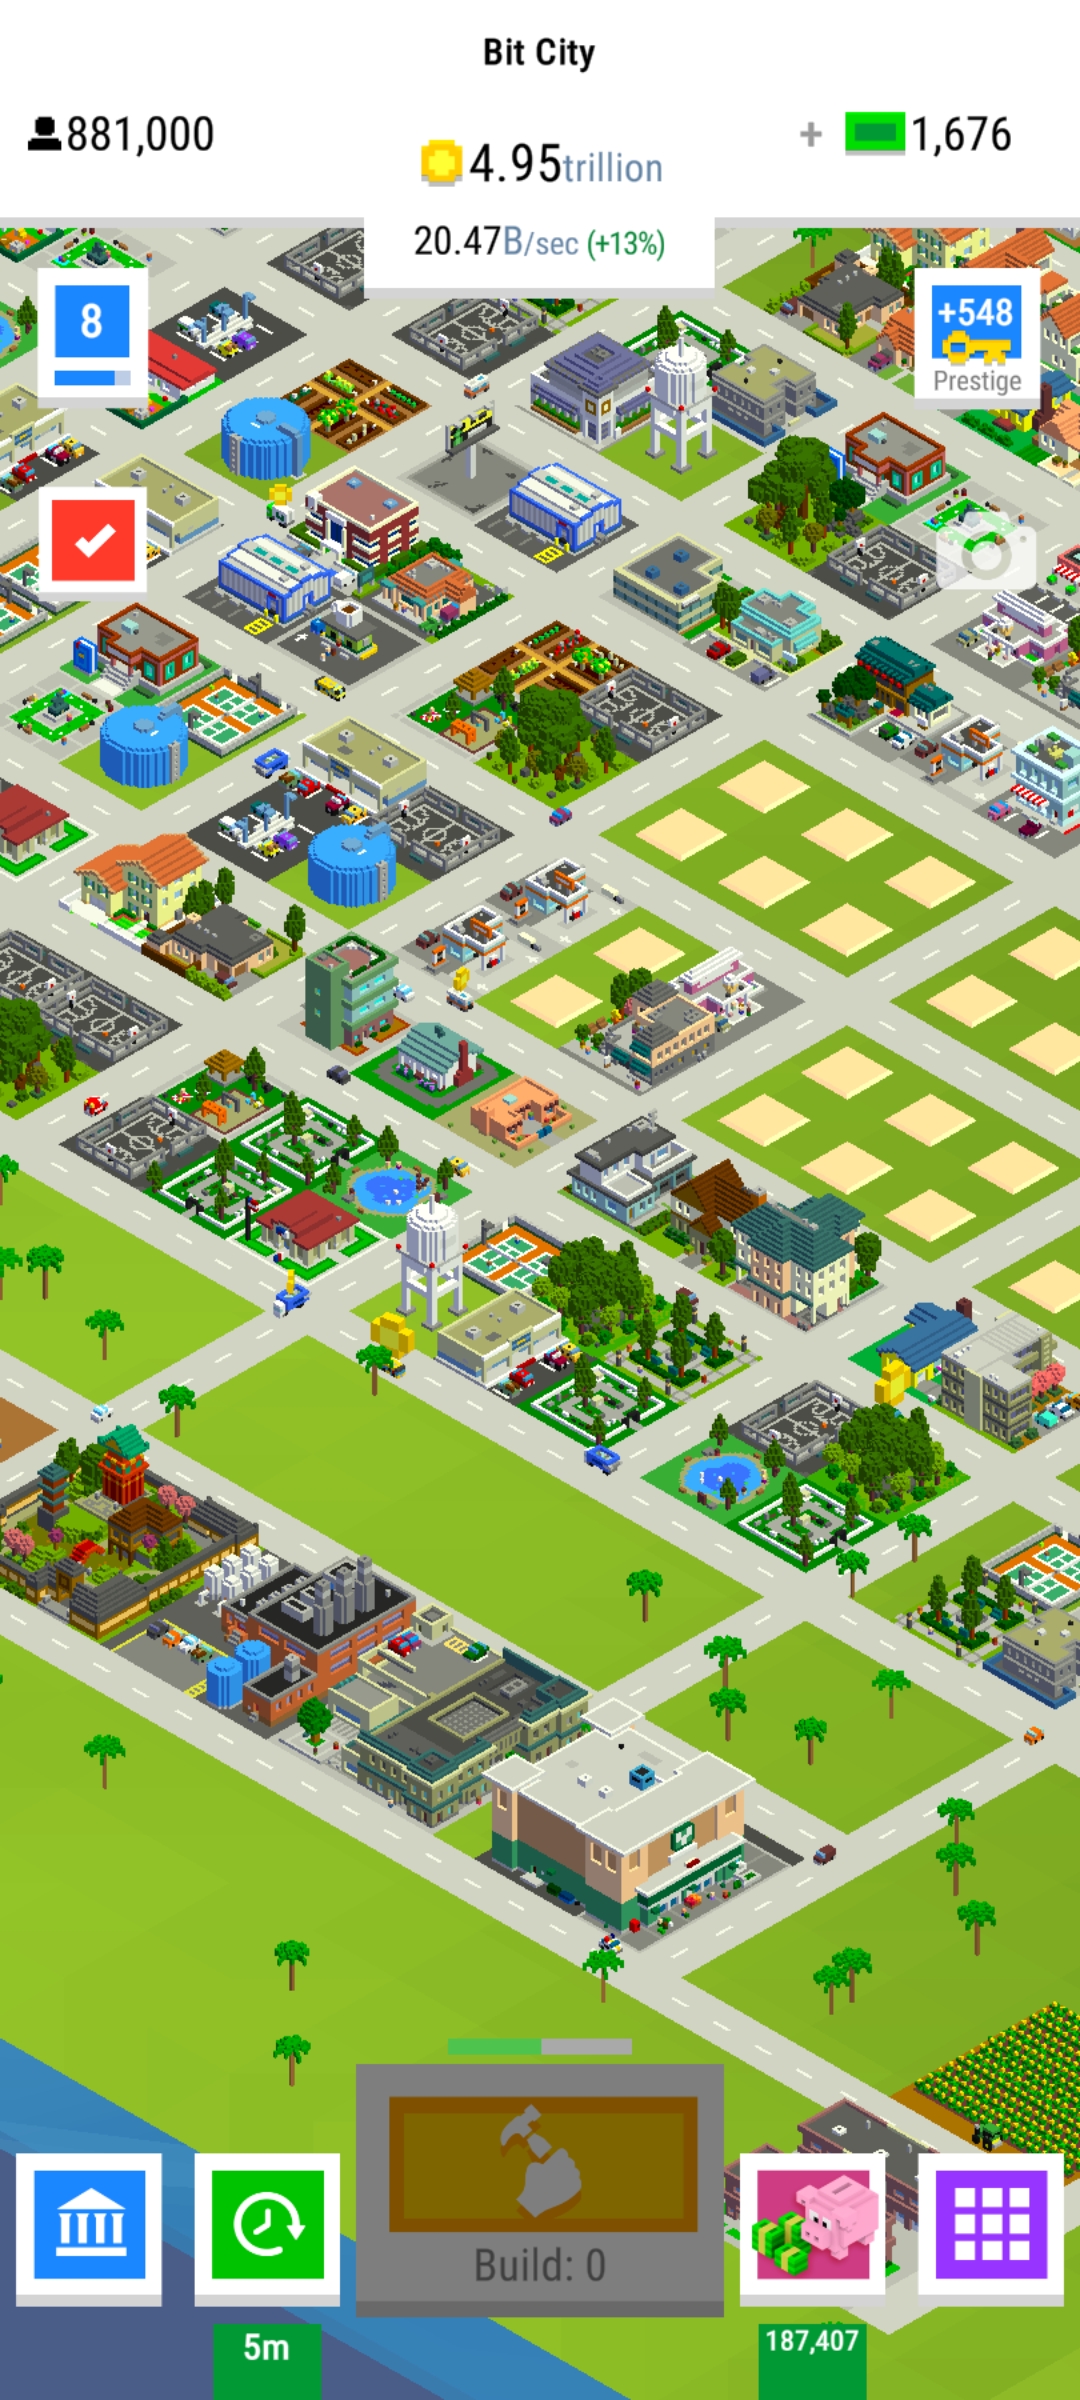 Bit City
881,000
4.95trillion
+ 1,676
20.47B/sec (+13%)
8
+548
Prestige
Build: 0
5m
187,407